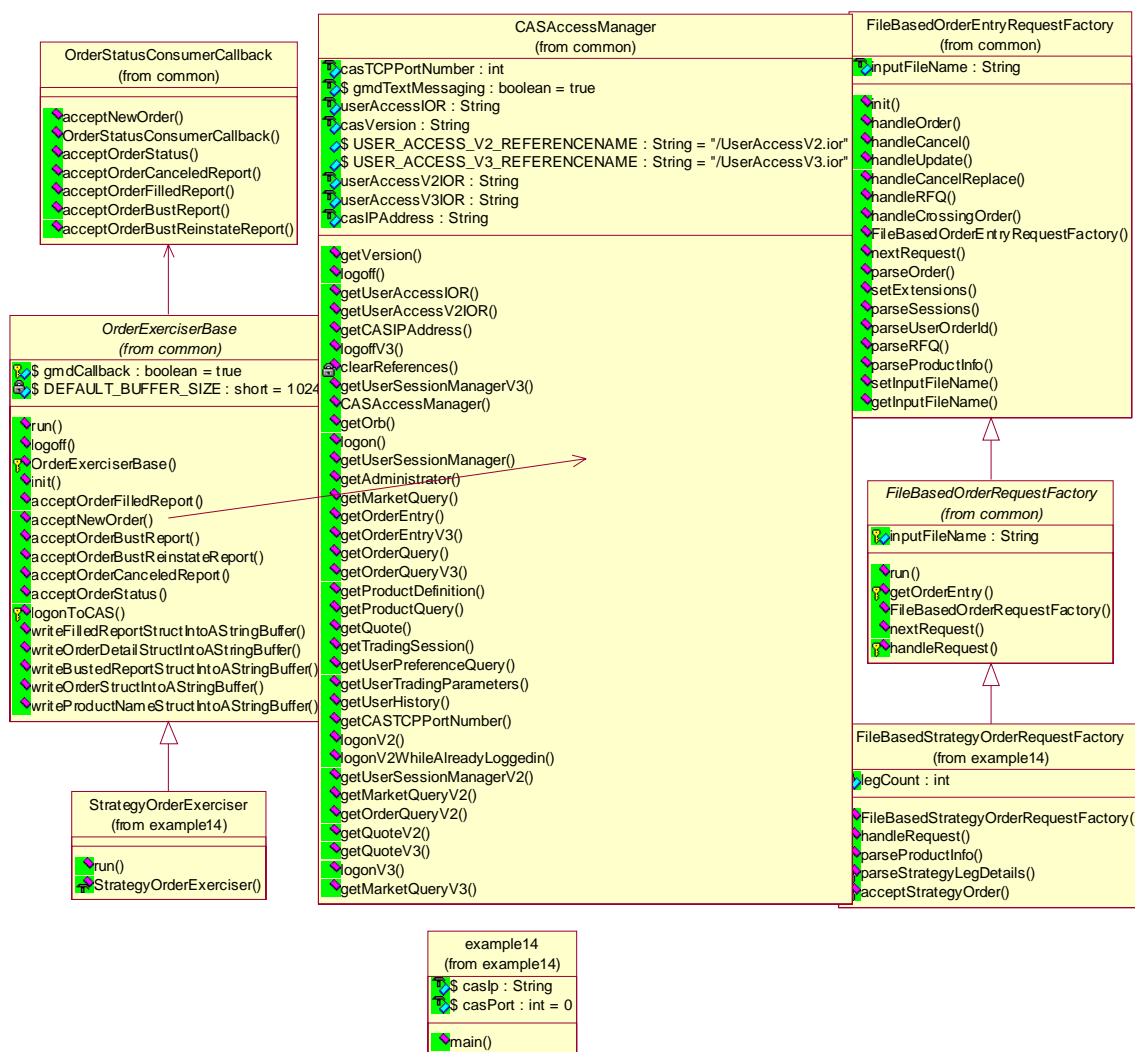 OrderStatusConsumerCallback
(from common)
acceptNewOrder()
OrderStatusConsumerCallback()
acceptOrderStatus()
acceptOrderCanceledReport()
acceptOrderFilledReport()
acceptOrderBustReport()
acceptOrderBustReinstateReport()
OrderExerciserBase
(from common)
$ gmdCallback : boolean = true
$ DEFAULT_BUFFER_SIZE : short = 1024
run()
logoff()
OrderExerciserBase()
init()
acceptOrderFilledReport()
acceptNewOrder()
acceptOrderBustReport()
acceptOrderBustReinstateReport()
acceptOrderCanceledReport()
acceptOrderStatus()
logonToCAS()
writeFilledReportStructIntoAStringBuffer()
writeOrderDetailStructIntoAStringBuffer()
writeBustedReportStructIntoAStringBuffer()
writeOrderStructIntoAStringBuffer()
writeProductNameStructIntoAStringBuffer()
StrategyOrderExerciser
(from example14)
run()
StrategyOrderExerciser()
CASAccessManager
(from common)
casTCPPortNumber : int
$ gmdTextMessaging : boolean = true
userAccessIOR : String
casVersion : String
$ USER_ACCESS_V2_REFERENCENAME : String = "/UserAccessV2.ior"
$ USER_ACCESS_V3_REFERENCENAME : String = "/UserAccessV3.ior"
userAccessV2IOR : String
userAccessV3IOR : String
casIPAddress : String
getVersion()
logoff()
getUserAccessIOR()
getUserAccessV2IOR()
getCASIPAddress()
logoffV3()
clearReferences()
getUserSessionManagerV3()
CASAccessManager()
getOrb()
logon()
getUserSessionManager()
getAdministrator()
getMarketQuery()
getOrderEntry()
getOrderEntryV3()
getOrderQuery()
getOrderQueryV3()
getProductDefinition()
getProductQuery()
getQuote()
getTradingSession()
getUserPreferenceQuery()
getUserTradingParameters()
getUserHistory()
getCASTCPPortNumber()
logonV2()
logonV2WhileAlreadyLoggedin()
getUserSessionManagerV2()
getMarketQueryV2()
getOrderQueryV2()
getQuoteV2()
getQuoteV3()
logonV3()
getMarketQueryV3()
FileBasedOrderEntryRequestFactory
(from common)
inputFileName : String
init()
handleOrder()
handleCancel()
handleUpdate()
handleCancelReplace()
handleRFQ()
handleCrossingOrder()
FileBasedOrderEntryRequestFactory()
nextRequest()
parseOrder()
setExtensions()
parseSessions()
parseUserOrderId()
parseRFQ()
parseProductInfo()
setInputFileName()
getInputFileName()
FileBasedOrderRequestFactory
(from common)
inputFileName : String
run()
getOrderEntry()
FileBasedOrderRequestFactory()
nextRequest()
handleRequest()
FileBasedStrategyOrderRequestFactory
(from example14)
legCount : int
FileBasedStrategyOrderRequestFactory(
handleRequest()
parseProductInfo()
parseStrategyLegDetails()
acceptStrategyOrder()
example14
(from example14)
$ casIp : String
$ casPort : int = 0
main()